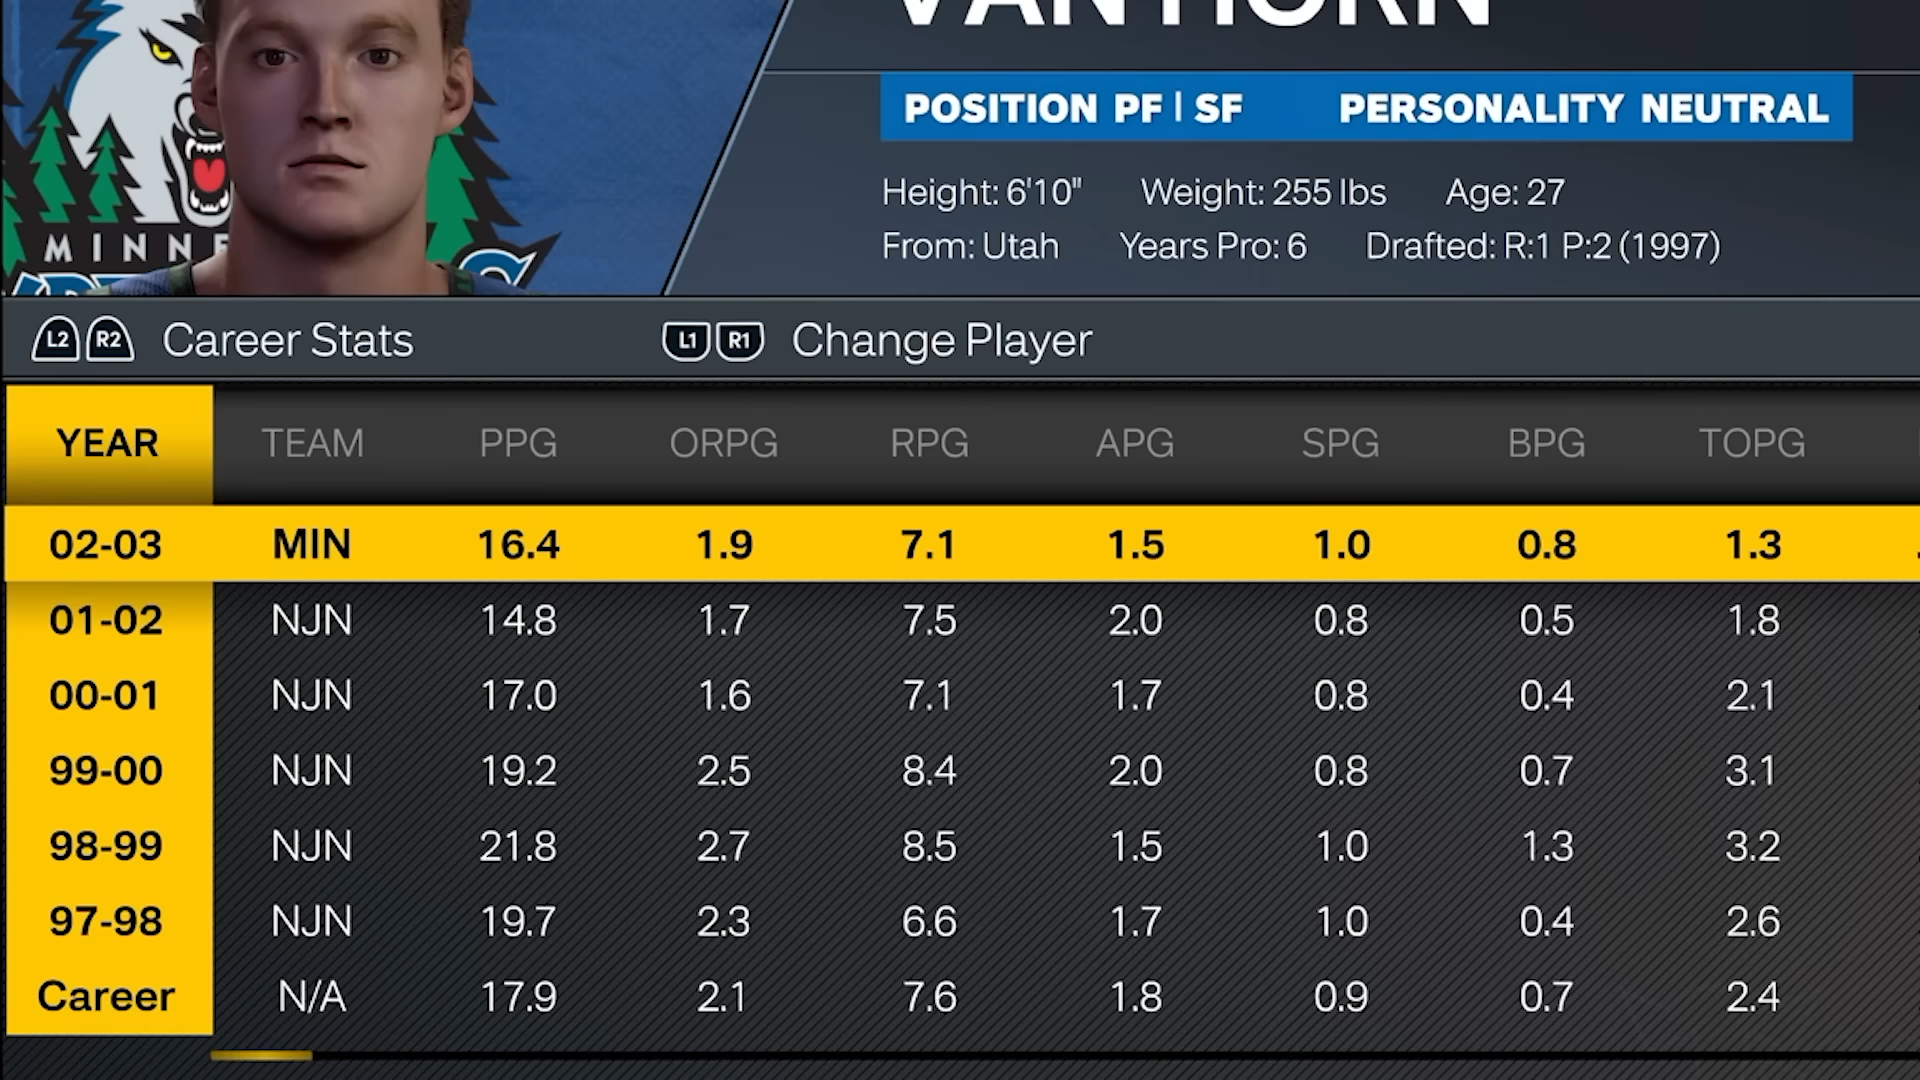 VAN HORN
POSITION PF | SF PERSONALITY NEUTRAL
Height: 6'10" Weight: 255 lbs Age: 27
From: Utah Years Pro: 6 Drafted: R:1 P:2 (1997)
MINNE
L2 R2 Career Stats L1 R1 Change Player
YEAR TEAM PPG ORPG RPG APG SPG BPG TOPG
02-03 MIN 16.4 1.9 7.1 1.5 1.0 0.8 1.3
01-02 NJN 14.8 1.7 7.5 2.0 0.8 0.5 1.8
00-01 NJN 17.0 1.6 7.1 1.7 0.8 0.4 2.1
99-00 NJN 19.2 2.5 8.4 2.0 0.8 0.7 3.1
98-99 NJN 21.8 2.7 8.5 1.5 1.0 1.3 3.2
97-98 NJN 19.7 2.3 6.6 1.7 1.0 0.4 2.6
Career N/A 17.9 2.1 7.6 1.8 0.9 0.7 2.4